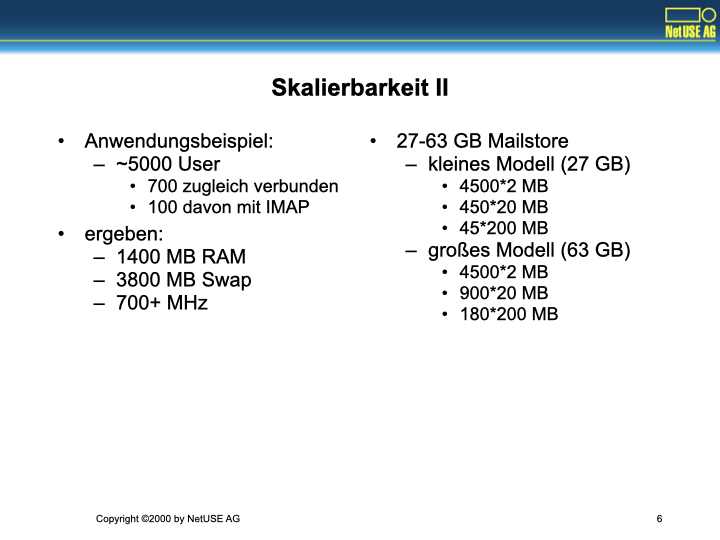 NetUSE AG
Skalierbarkeit II
• Anwendungsbeispiel:
– ~5000 User
• 700 zugleich verbunden
• 100 davon mit IMAP
• ergeben:
– 1400 MB RAM
– 3800 MB Swap
– 700+ MHz
• 27-63 GB Mailstore
– kleines Modell (27 GB)
• 4500*2 MB
• 450*20 MB
• 45*200 MB
– großes Modell (63 GB)
• 4500*2 MB
• 900*20 MB
• 180*200 MB
Copyright ©2000 by NetUSE AG
6